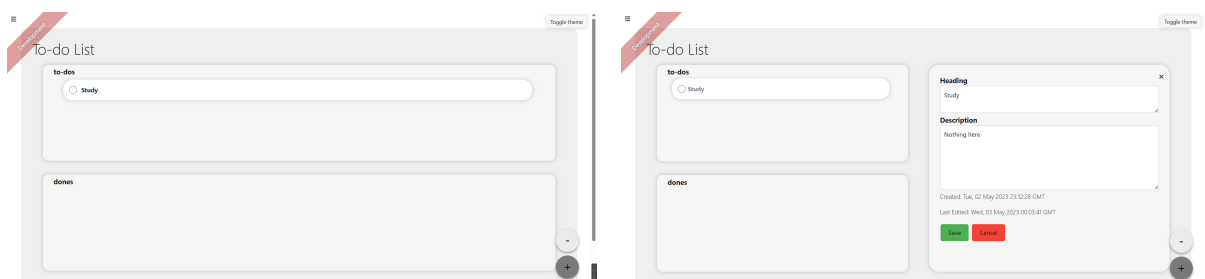 ≡
Toggle theme
Development
To-do List
to-dos
Study
dones
-
+
≡
Toggle theme
Development
To-do List
to-dos
Study
dones
×
Heading
Study
Description
Nothing here
Created: Tue, 02 May 2023 23:12:28 GMT
Last Edited: Wed, 03 May 2023 00:03:41 GMT
Save Cancel
-
+